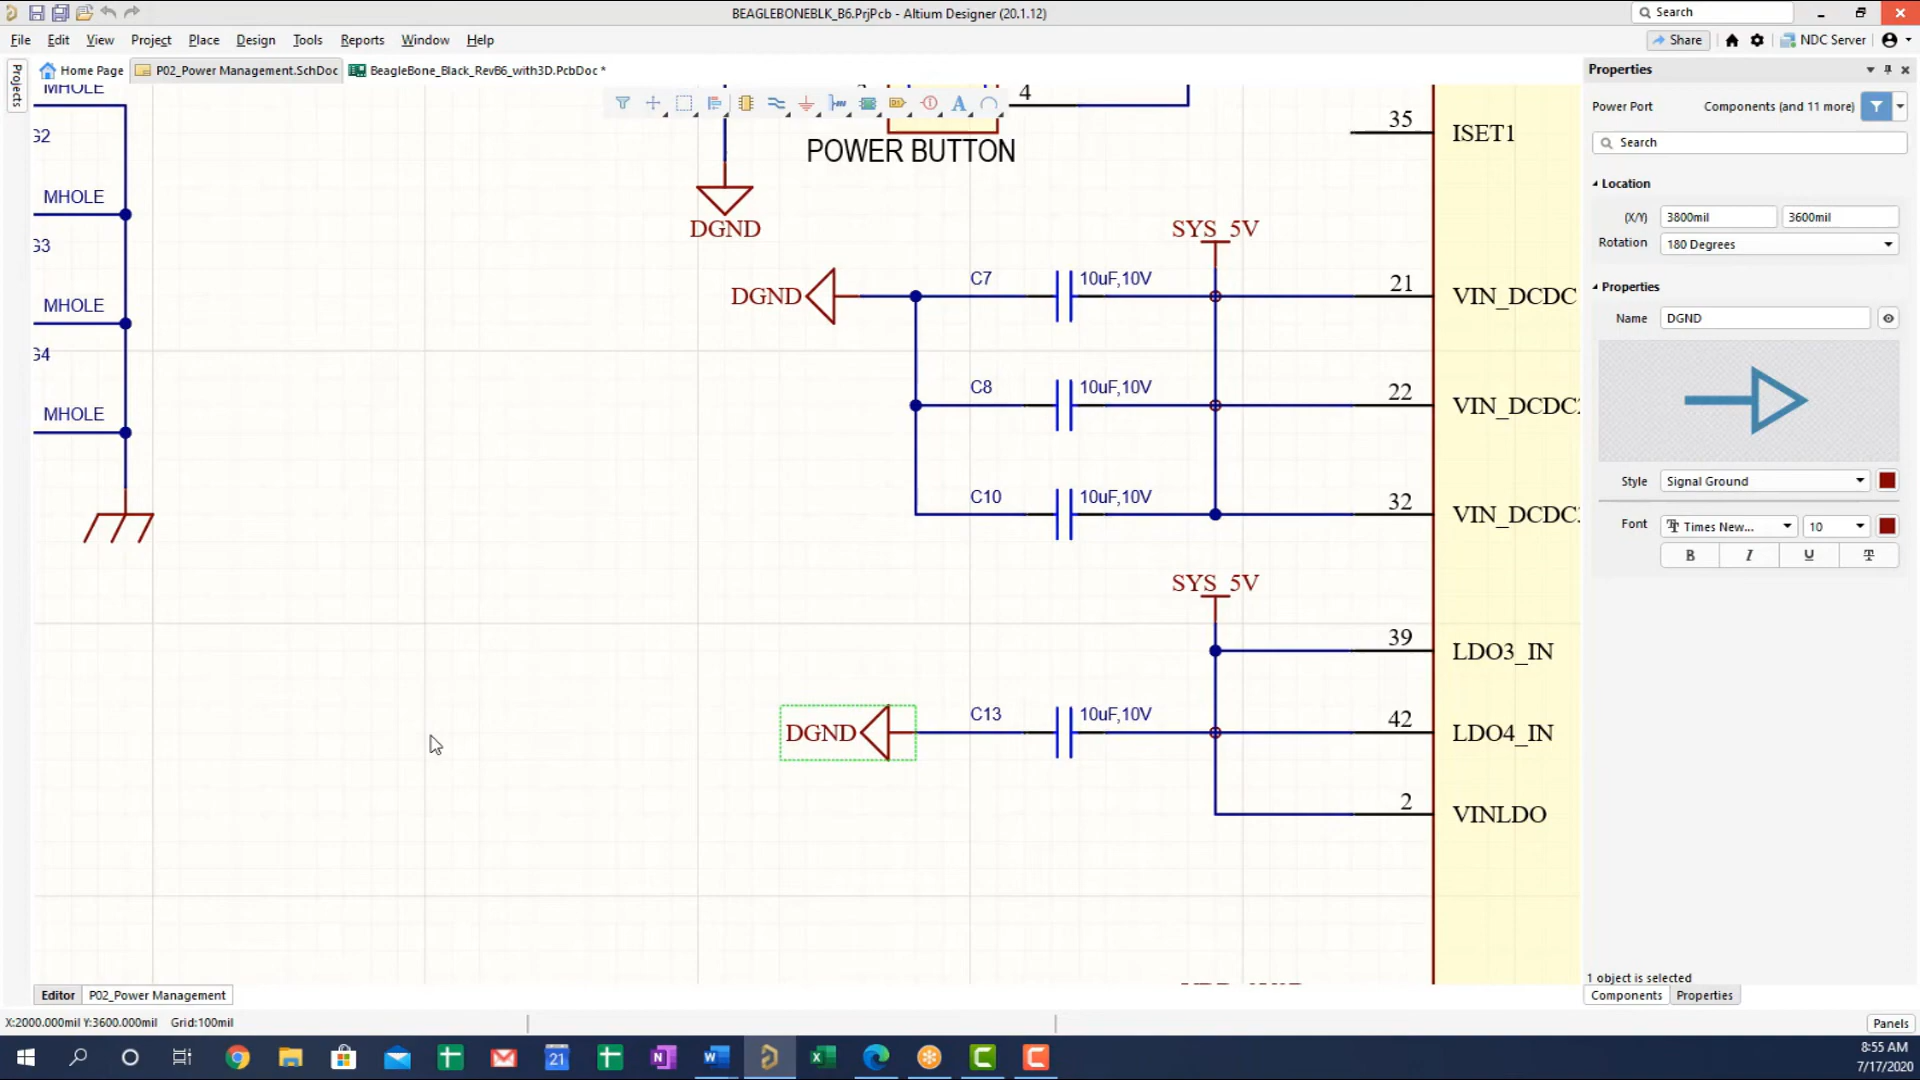 BEAGLEBONEBLK_B6.PrjPcb - Altium Designer (20.1.12)
Search
File Edit View Project Place Design Tools Reports Window Help
Share
NDC Server
Projects
Home Page
P02_Power Management.SchDoc
BeagleBone_Black_RevB6_with3D.PcbDoc *
MHOLE
G2
MHOLE
G3
MHOLE
G4
MHOLE
4
POWER BUTTON
DGND
35
ISET1
SYS_5V
DGND
C7
10uF,10V
21
VIN_DCDC
C8
10uF,10V
22
C10
10uF,10V
32
SYS_5V
39
LDO3_IN
DGND
C13
10uF,10V
42
LDO4_IN
2
VINLDO
Properties
Power Port
Components (and 11 more)
Search
Location
(X/Y)
3800mil
3600mil
Rotation
180 Degrees
Properties
Name
DGND
Style
Signal Ground
Font
Times New...
10
B I U T
1 object is selected
Components
Properties
Editor
P02_Power Management
X:2000.000mil Y:3600.000mil Grid:100mil
Panels
21
8:55 AM
7/17/2020